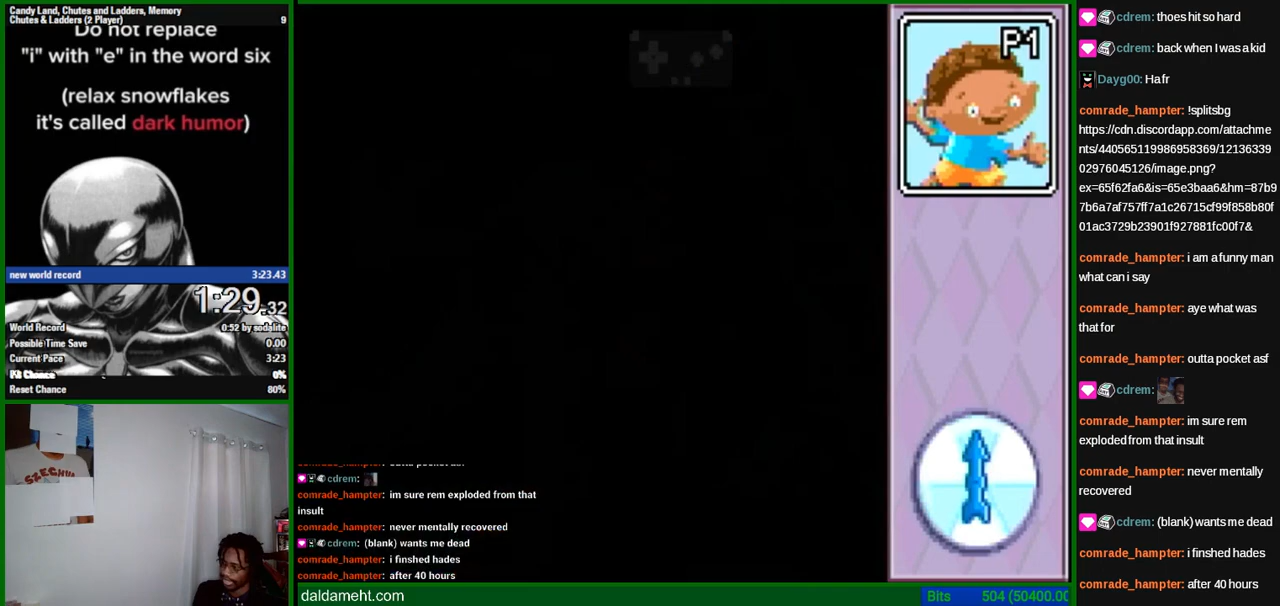 Candy Land, Chutes and Ladders, Memory
Chutes & Ladders (2 Player) 9
Do not replace
"i" with "e" in the word six
(relax snowflakes
it's called dark humor)
new world record 3:23.43
1:29.32
World Record 0:52 by sodalite
Possible Time Save 0.00
Current Pace 3:23
PB Chance 0%
Reset Chance 80%
SZECHUA
P1
cdrem:
comrade_hampter: im sure rem exploded from that
insult
comrade_hampter: never mentally recovered
cdrem: (blank) wants me dead
comrade_hampter: i finshed hades
comrade_hampter: after 40 hours
daldameht.com
Bits 504 (50400.00
cdrem: thoes hit so hard
cdrem: back when I was a kid
Dayg00: Hafr
comrade_hampter: !splitsbg
https://cdn.discordapp.com/attachme
nts/440565119986958369/12136339
02976045126/image.png?
ex=65f62fa6&is=65e3baa6&hm=87b9
7b6a7af757ff7a1c26715cf99f858b80f
01ac3729b23901f927881fc00f7&
comrade_hampter: i am a funny man
what can i say
comrade_hampter: aye what was
that for
comrade_hampter: outta pocket asf
cdrem:
comrade_hampter: im sure rem
exploded from that insult
comrade_hampter: never mentally
recovered
cdrem: (blank) wants me dead
comrade_hampter: i finshed hades
comrade_hampter: after 40 hours